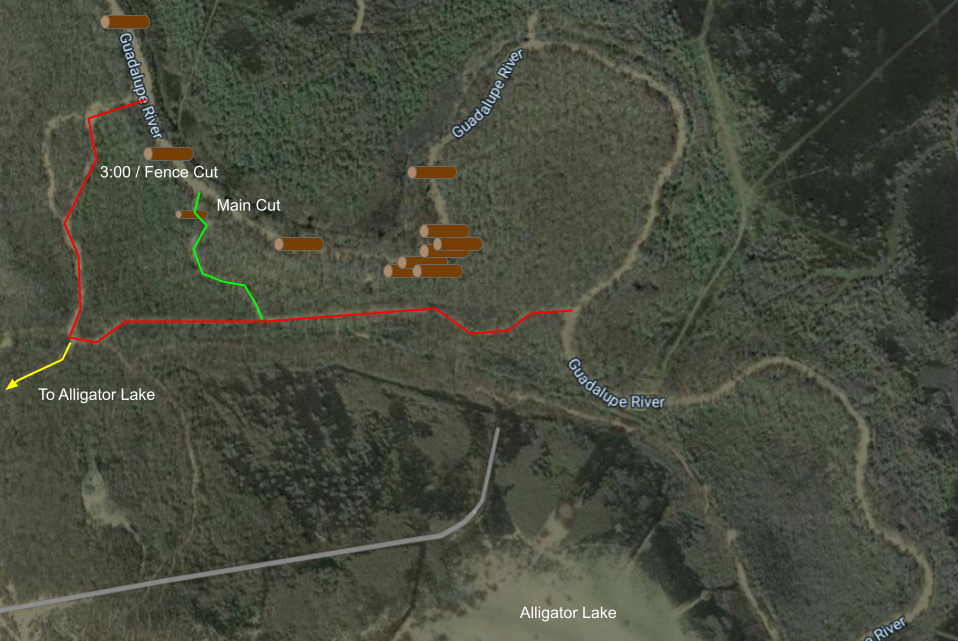 Guadalupe River
Guadalupe River
3:00 / Fence Cut
Main Cut
Guadalupe River
To Alligator Lake
Alligator Lake
e River